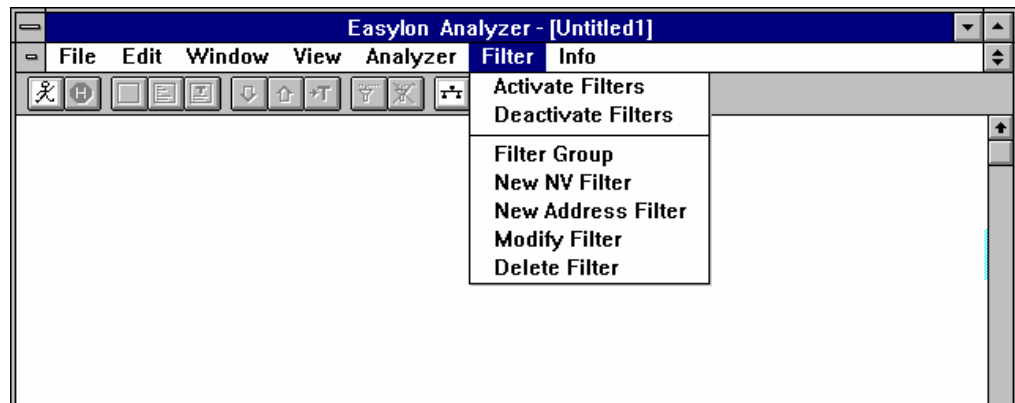 Easylon Analyzer - [Untitled1]
File Edit Window View Analyzer Filter Info
Activate Filters
Deactivate Filters
Filter Group
New NV Filter
New Address Filter
Modify Filter
Delete Filter